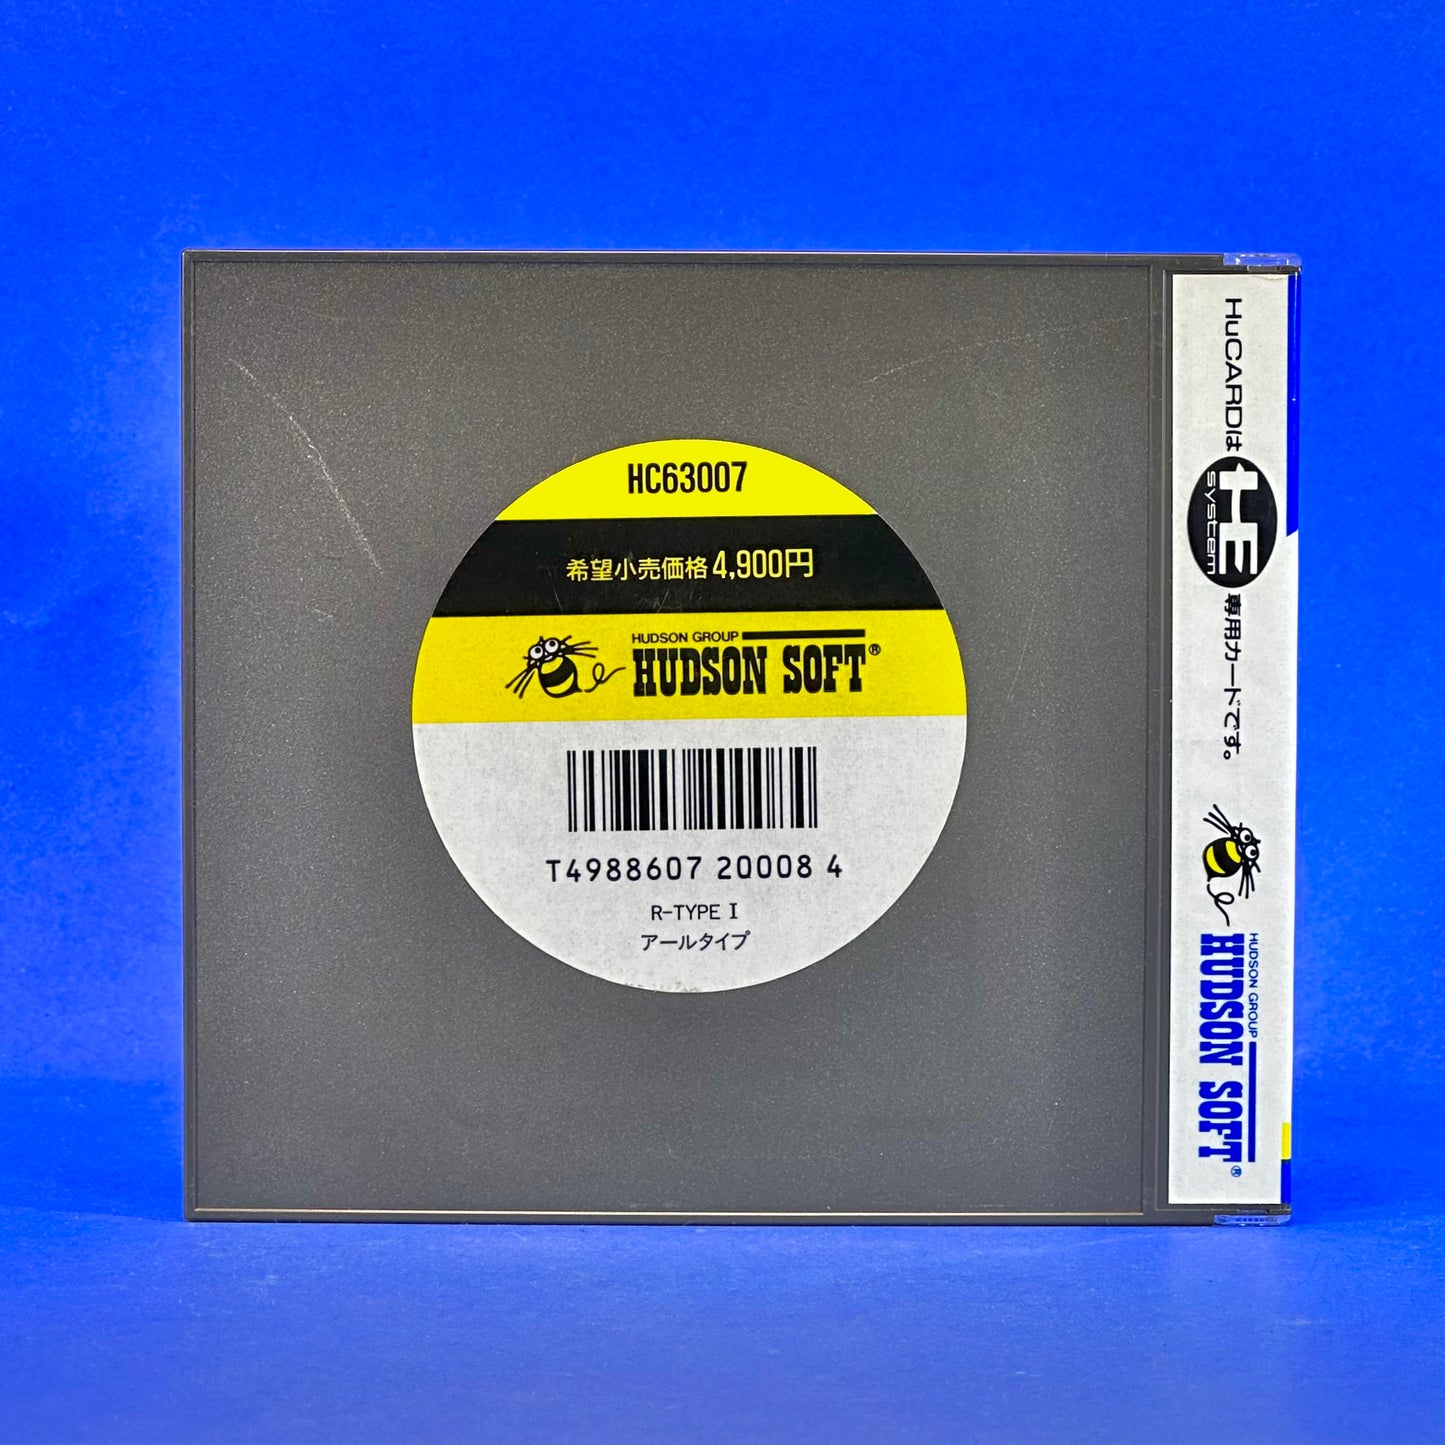 HC63007
希望小売価格4,900円
HUDSON GROUP
HUDSON SOFT®
T4988607 20008 4
R-TYPE I
アールタイプ
HuCARDは
HE
system
専用カードです。
HUDSON GROUP
HUDSON SOFT®